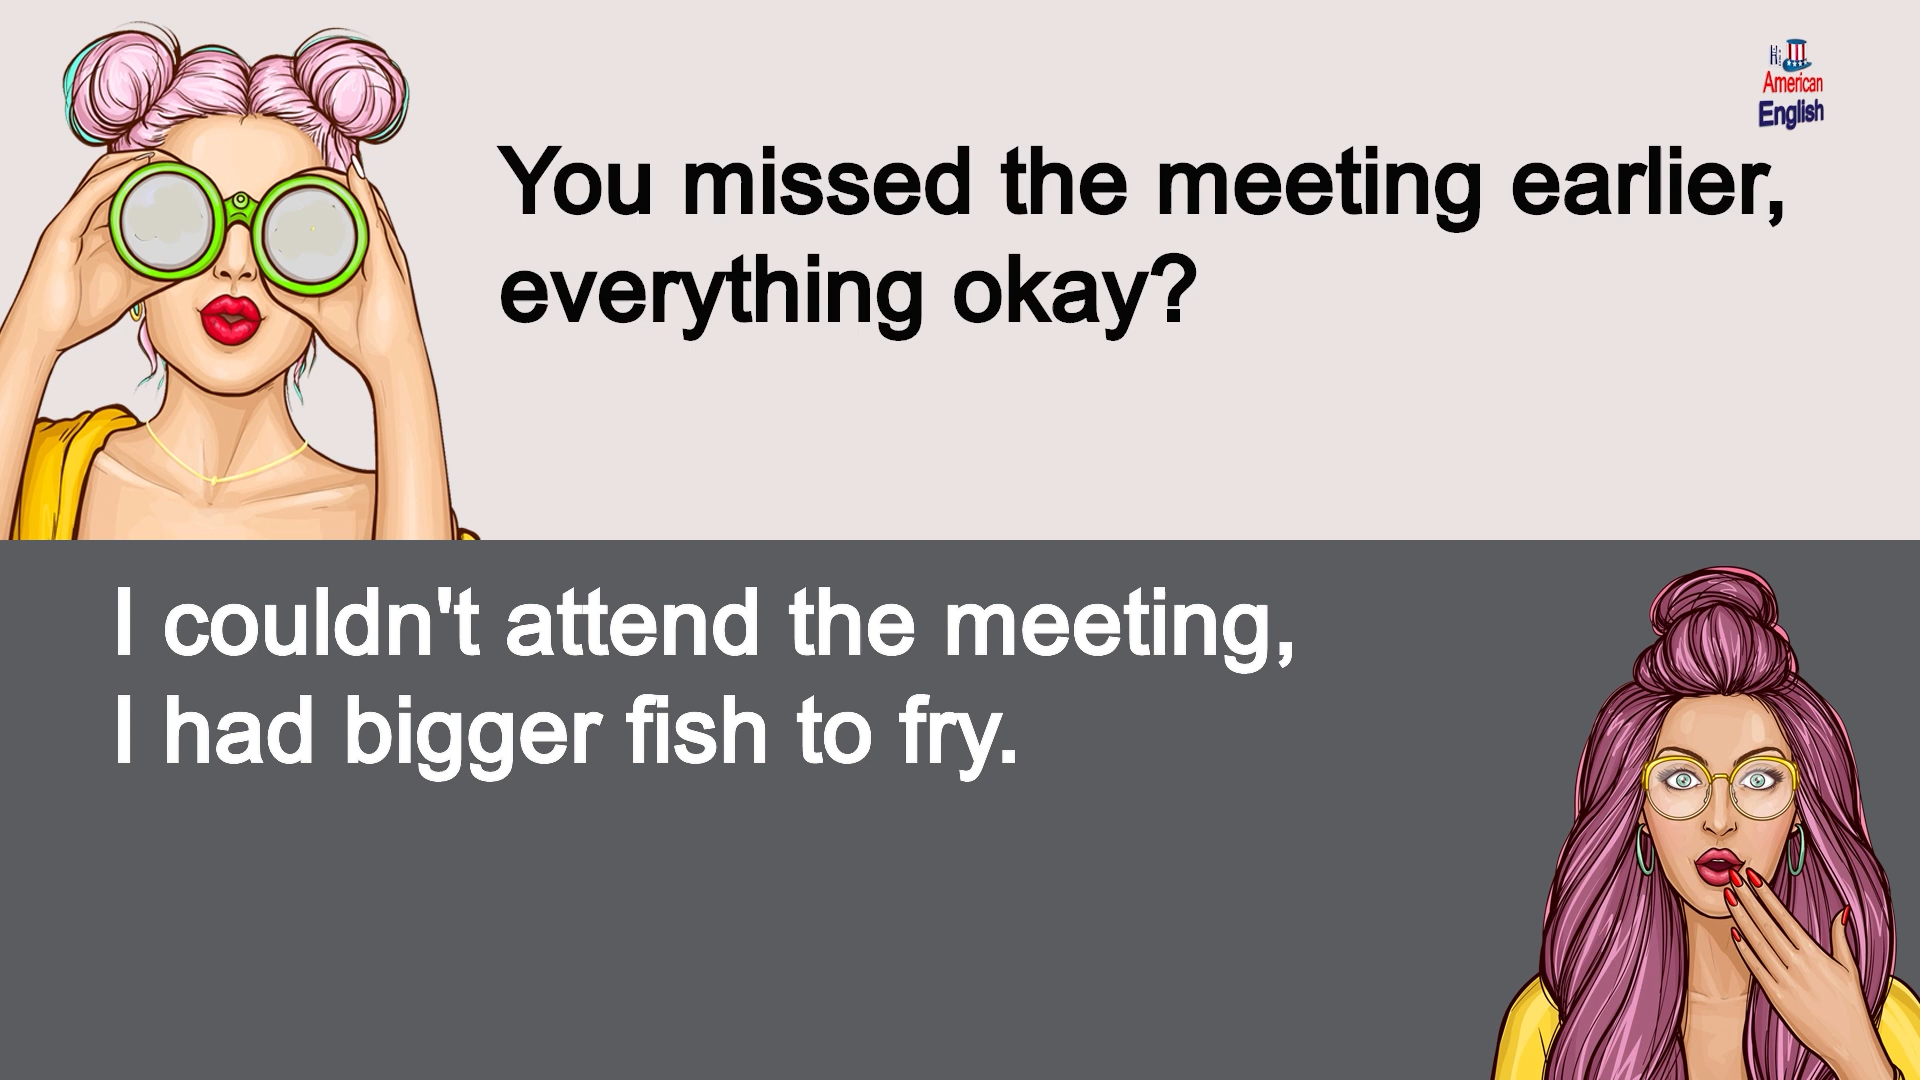 American
English
You missed the meeting earlier,
everything okay?
I couldn't attend the meeting,
I had bigger fish to fry.